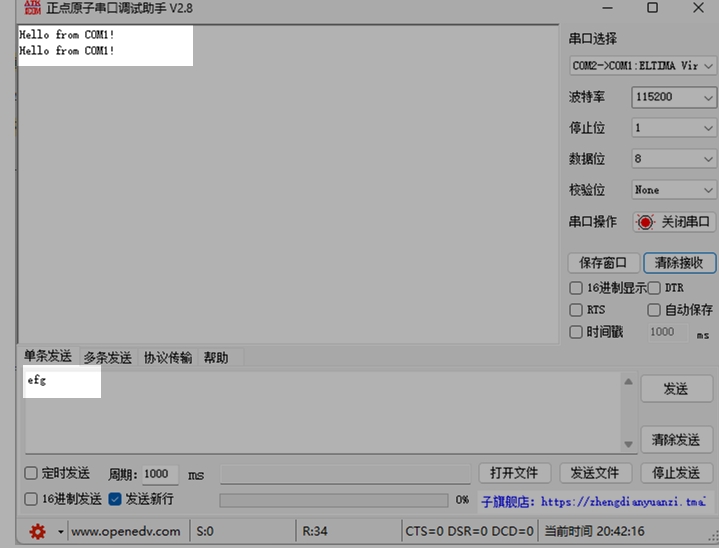 正点原子串口调试助手 V2.8
Hello from COM1!
Hello from COM1!
串口选择
COM2->COM1:ELTIMA Vir
波特率 115200
停止位 1
数据位 8
校验位 None
串口操作 关闭串口
保存窗口 清除接收
16进制显示 DTR
RTS 自动保存
时间戳 1000 ms
单条发送 多条发送 协议传输 帮助
efg
发送
清除发送
定时发送 周期: 1000 ms 打开文件 发送文件 停止发送
16进制发送 发送新行 0% 子旗舰店: https://zhengdianyuanzi.tma
www.openedv.com S:0 R:34 CTS=0 DSR=0 DCD=0 当前时间 20:42:16